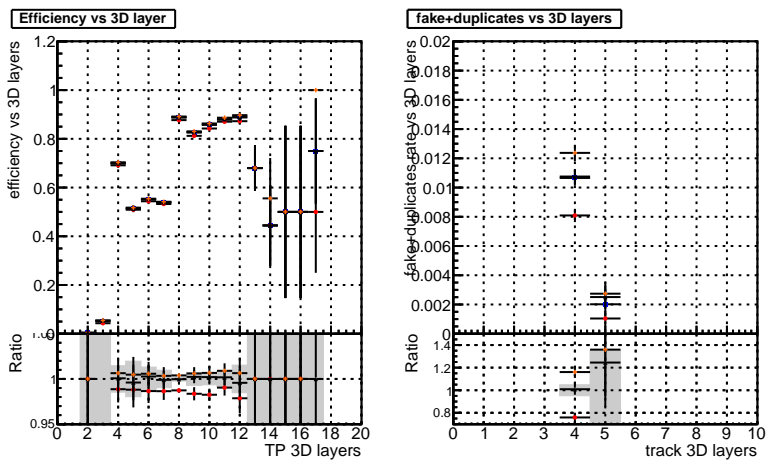 Efficiency vs 3D layer
efficiency vs 3D layers
1.2
1
0.8
0.6
0.4
0.2
0
Ratio
1
0.95
0 2 4 6 8 10 12 14 16 18 20
TP 3D layers
fake+duplicates vs 3D layers
fake+duplicates rate vs 3D layers
0.02
0.018
0.016
0.014
0.012
0.01
0.008
0.006
0.004
0.002
0
Ratio
1.4
1.2
1
0.8
0 1 2 3 4 5 6 7 8 9 10
track 3D layers